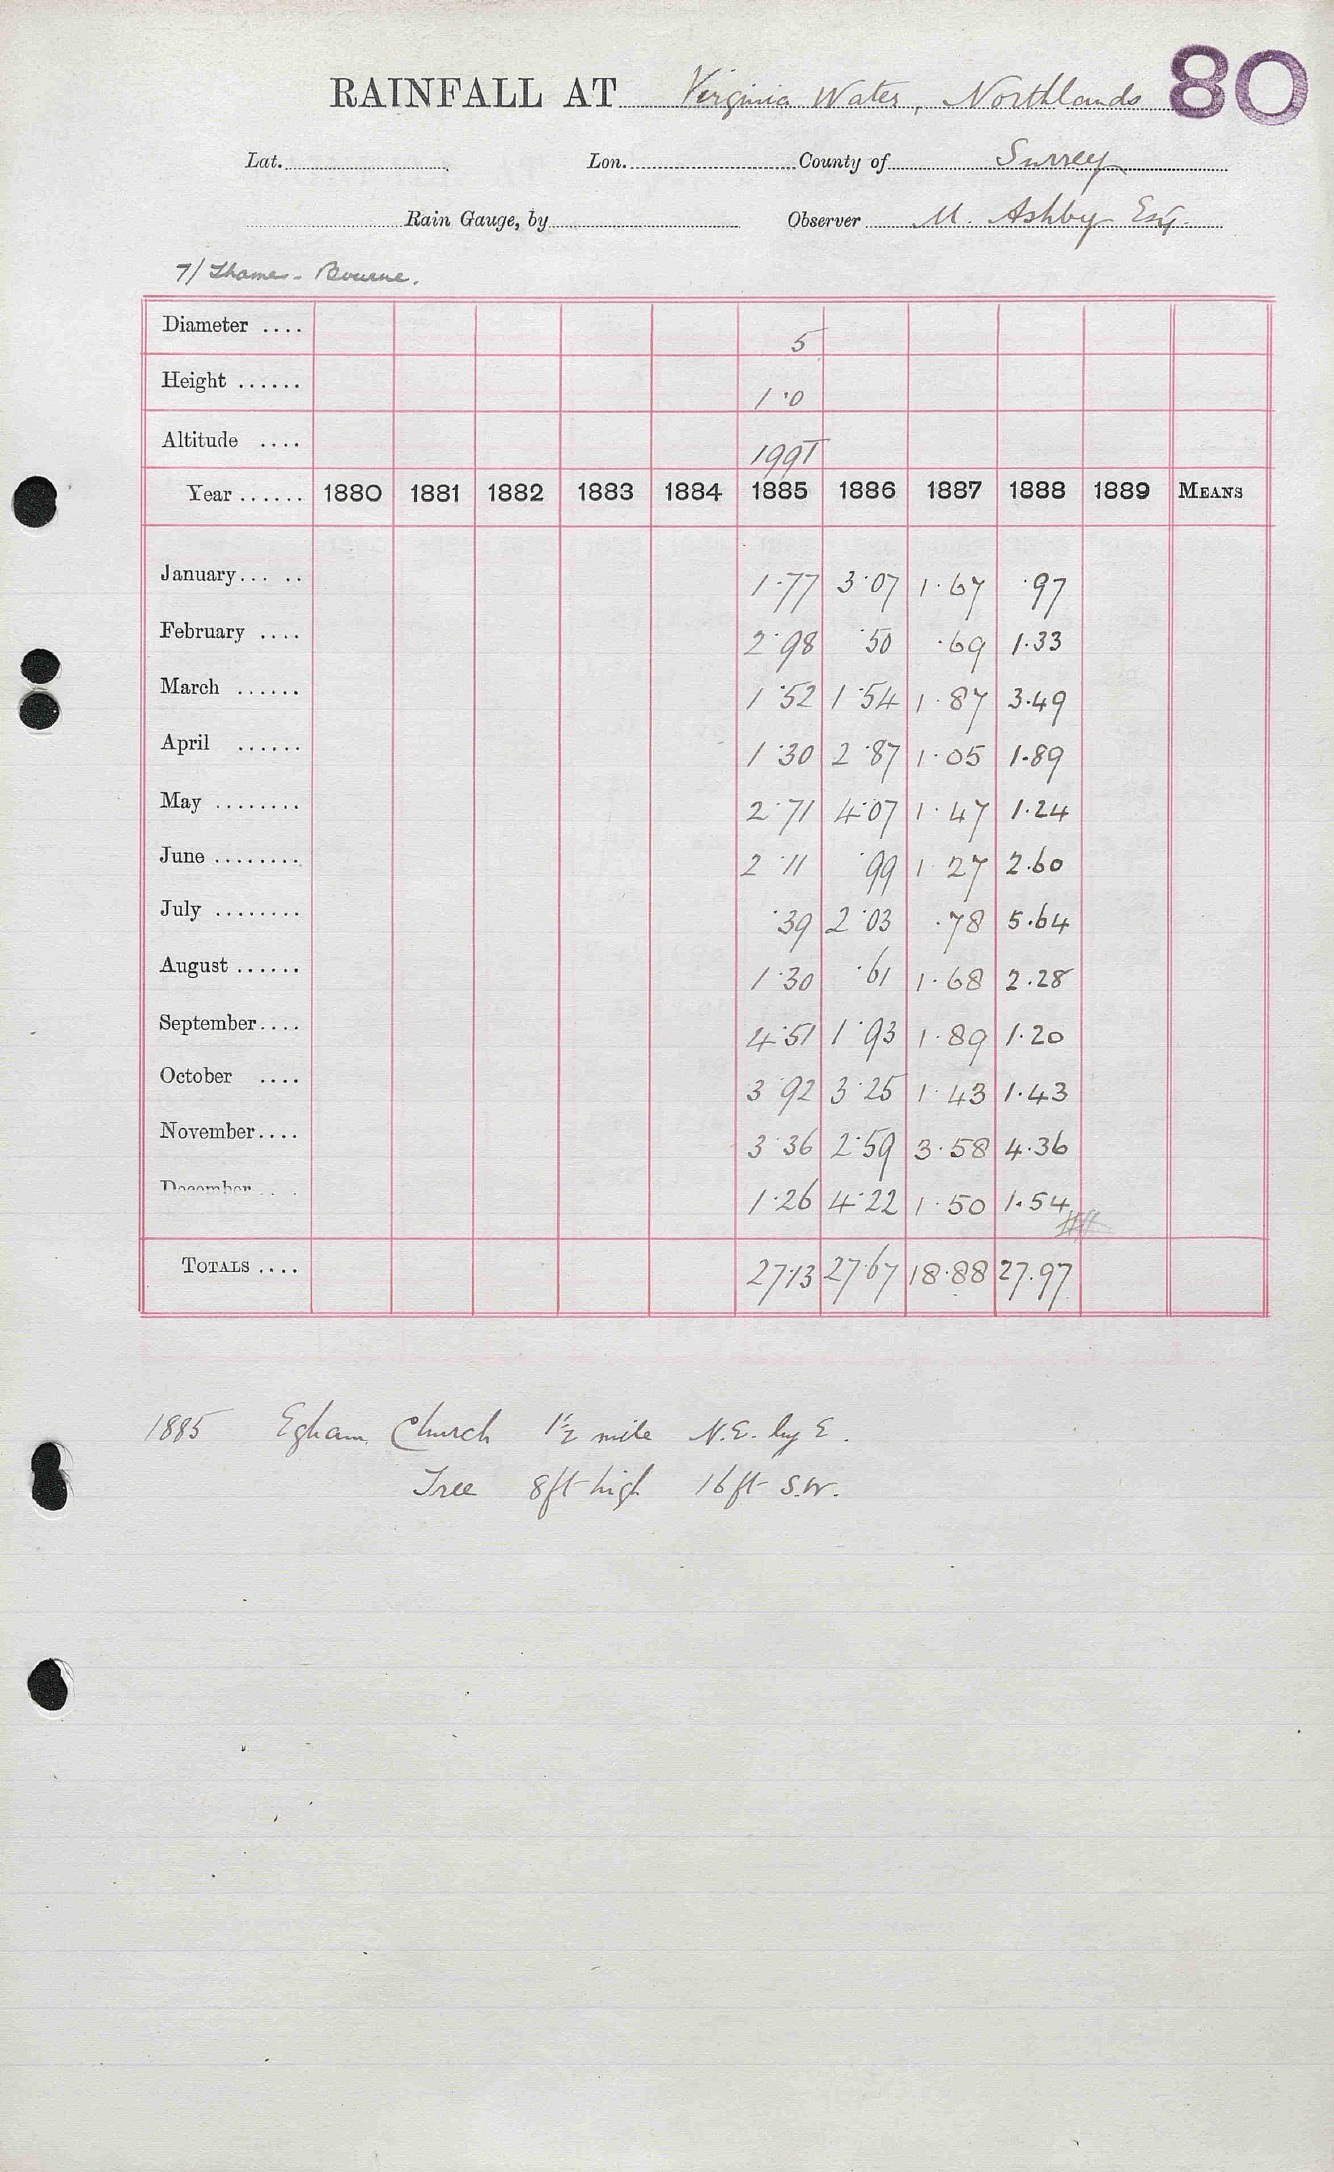 RAINFALL AT Virginia Water, Northlands 80
Lat. Lon. County of Surrey
Rain Gauge, by Observer M. Ashby Esq.
7/ Thames - Bourne.
Diameter .... 5
Height ...... 1·0
Altitude .... 199T
Year ...... 1880 1881 1882 1883 1884 1885 1886 1887 1888 1889 MEANS
January... .. 1·77 3·07 1·67 ·97
February .... 2·98 ·50 ·69 1·33
March ...... 1·52 1·54 1·87 3·49
April ...... 1·30 2·87 1·05 1·89
May ........ 2·71 4·07 1·47 1·24
June ........ 2·11 ·99 1·27 2·60
July ........ ·39 2·03 ·78 5·64
August ...... 1·30 ·61 1·68 2·28
September.... 4·51 1·93 1·89 1·20
October .... 3·92 3·25 1·43 1·43
November.... 3·36 2·59 3·58 4·36
December .. . 1·26 4·22 1·50 1·54
TOTALS .... 27·13 27·67 18·88 27·97
1885 Egham Church 1½ mile N.E. by E.
Tree 8ft high 16ft S.W.